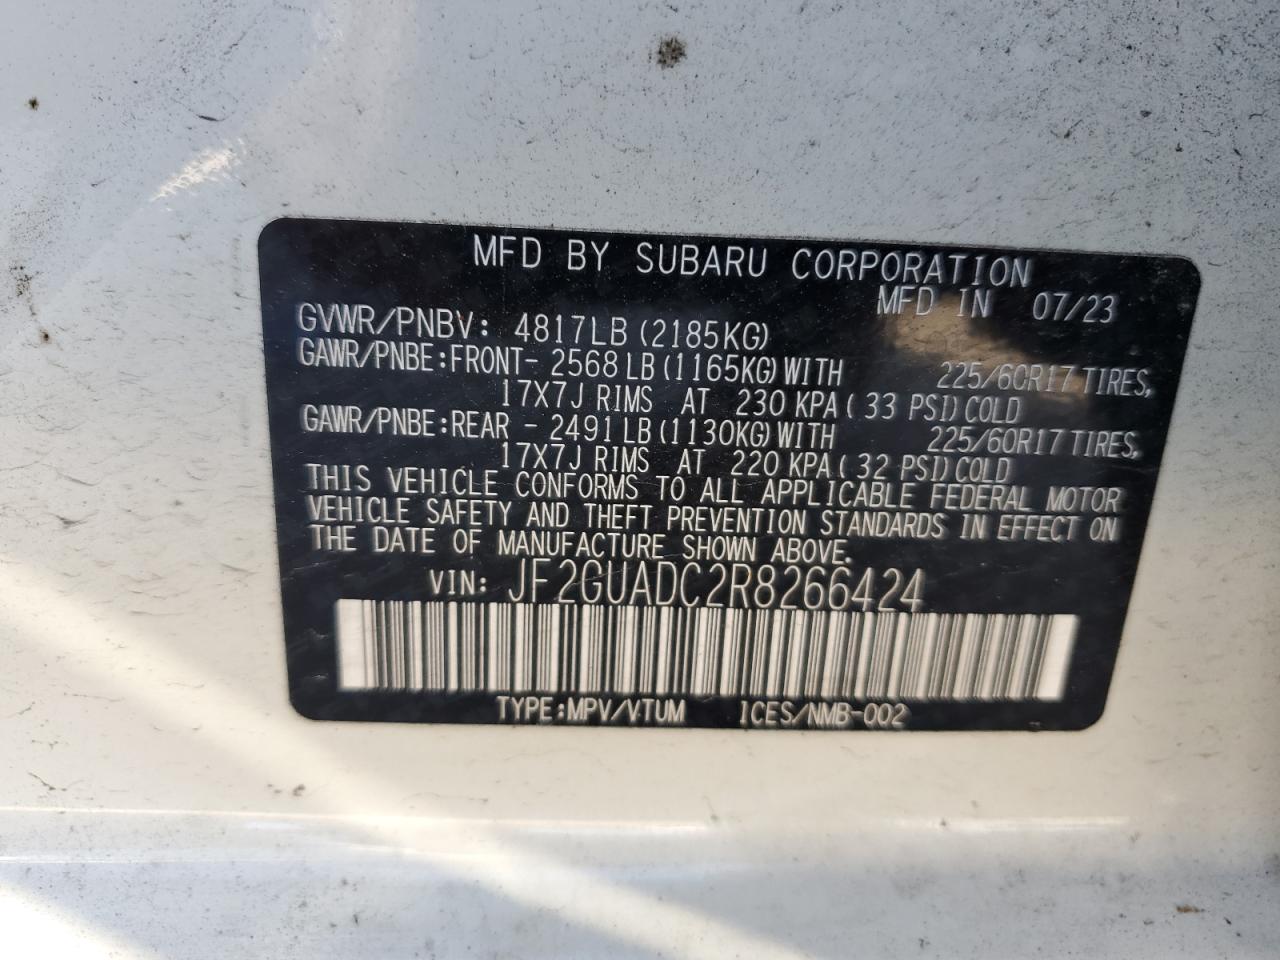 MFD BY SUBARU CORPORATION
MFD IN 07/23
GVWR/PNBV: 4817LB (2185KG)
GAWR/PNBE:FRONT- 2568 LB (1165KG) WITH 225/60R17 TIRES,
17X7J RIMS AT 230 KPA ( 33 PSI) COLD
GAWR/PNBE:REAR - 2491 LB (1130KG) WITH 225/60R17 TIRES,
17X7J RIMS AT 220 KPA ( 32 PSI) COLD
THIS VEHICLE CONFORMS TO ALL APPLICABLE FEDERAL MOTOR
VEHICLE SAFETY AND THEFT PREVENTION STANDARDS IN EFFECT ON
THE DATE OF MANUFACTURE SHOWN ABOVE.
VIN: JF2GUADC2R8266424
TYPE:MPV/VTUM ICES/NMB-002